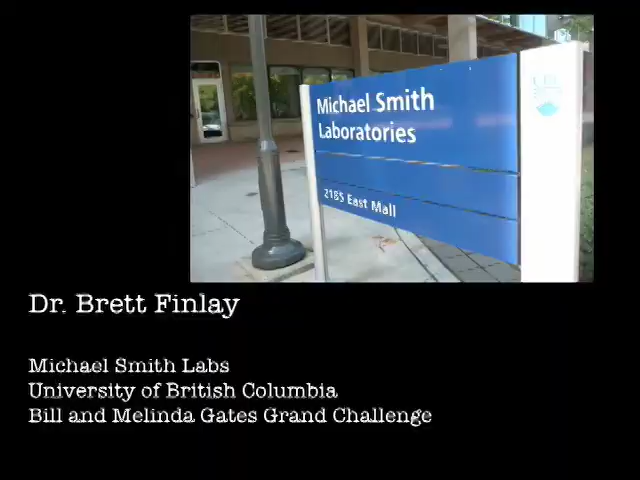 Michael Smith
Laboratories
2185 East Mall
UBC
Dr. Brett Finlay
Michael Smith Labs
University of British Columbia
Bill and Melinda Gates Grand Challenge